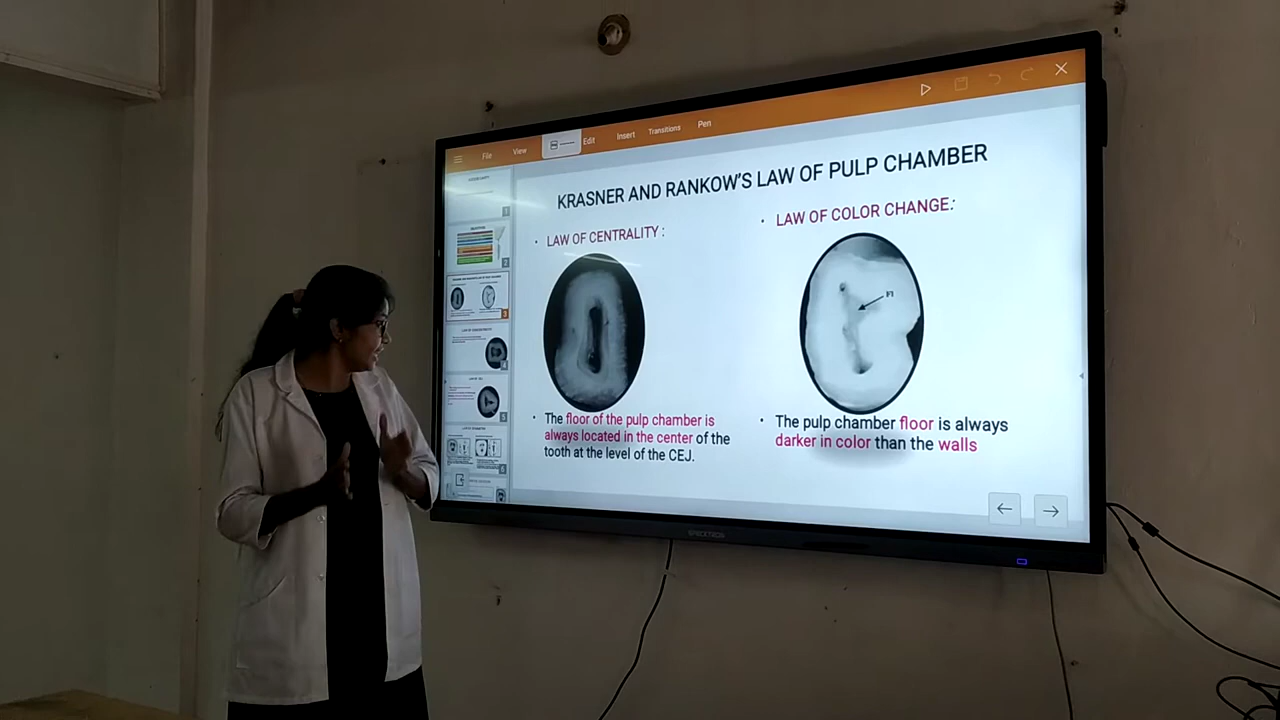 File View Edit Insert Transitions Pen
KRASNER AND RANKOW'S LAW OF PULP CHAMBER
• LAW OF CENTRALITY :
• The floor of the pulp chamber is
always located in the center of the
tooth at the level of the CEJ.
• LAW OF COLOR CHANGE:
• The pulp chamber floor is always
darker in color than the walls